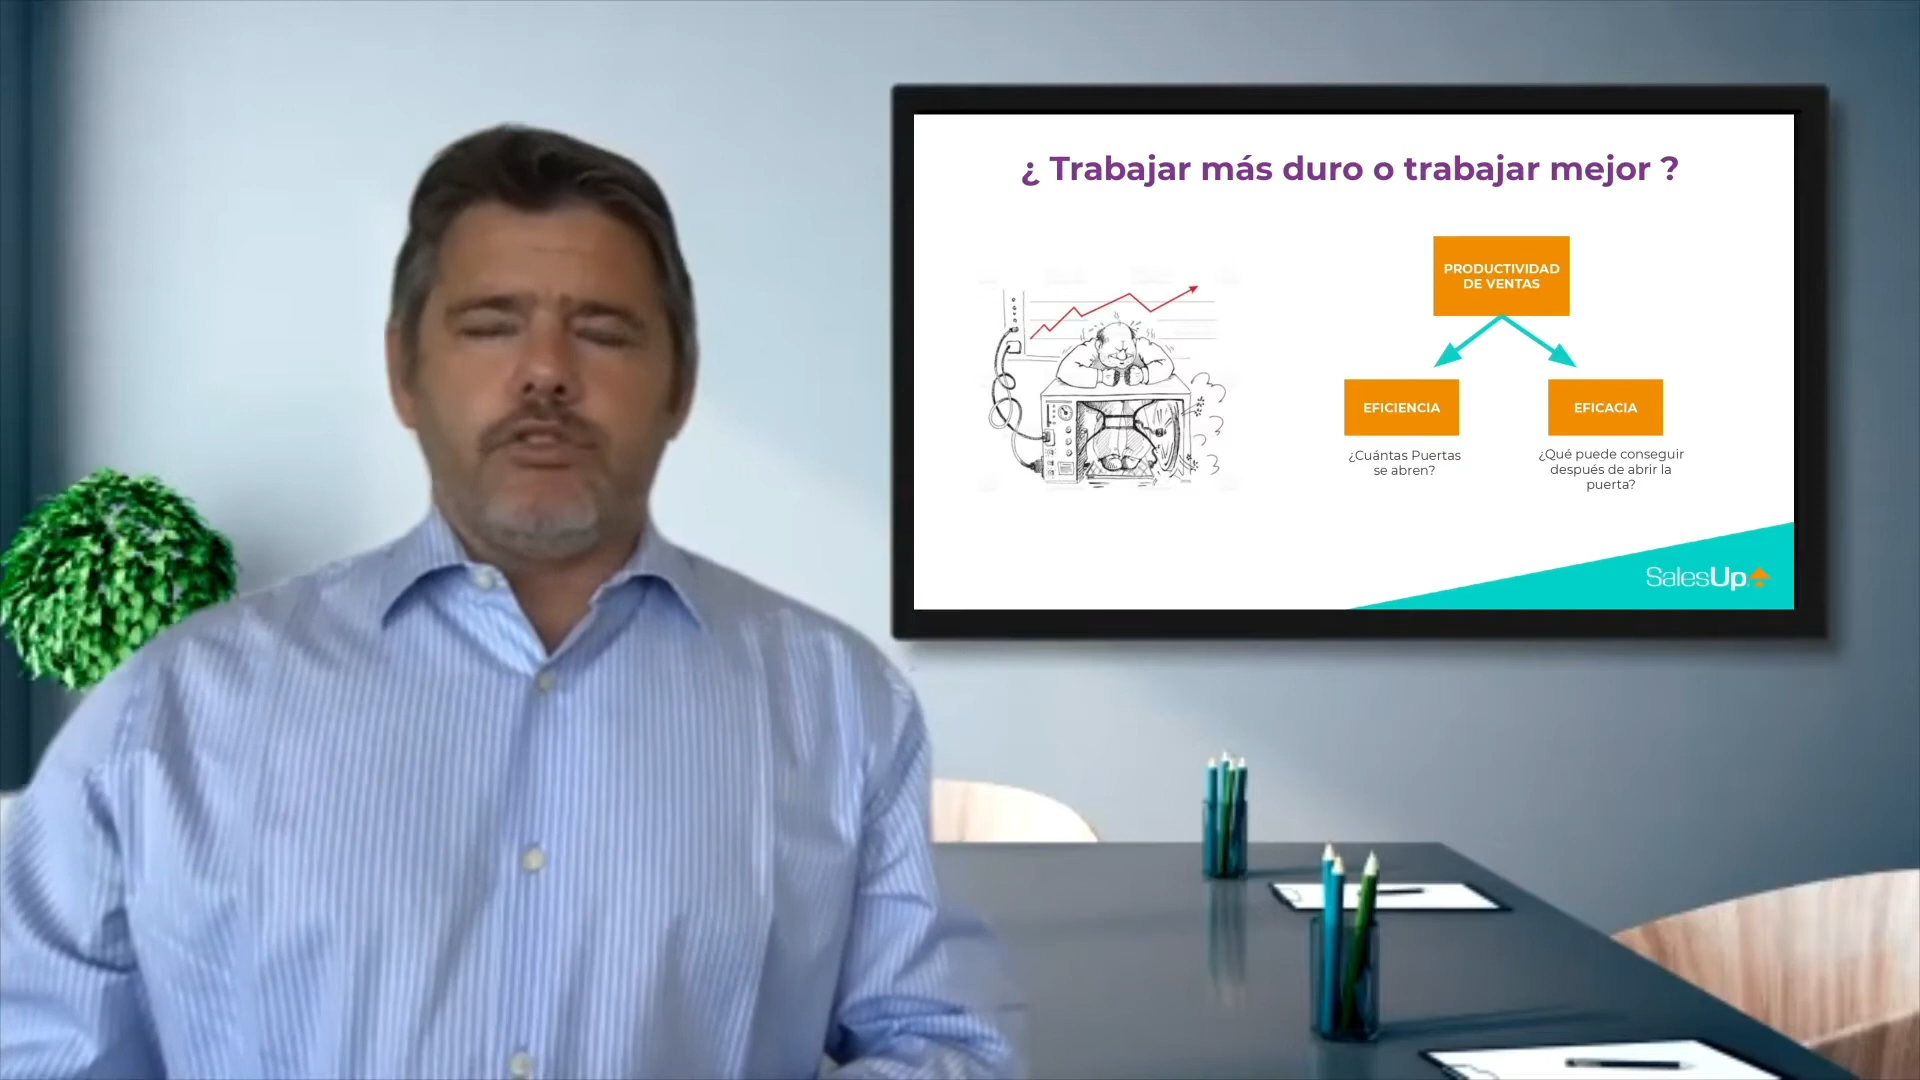 ¿ Trabajar más duro o trabajar mejor ?
PRODUCTIVIDAD
DE VENTAS
EFICIENCIA
EFICACIA
¿Cuántas Puertas
se abren?
¿Qué puede conseguir
después de abrir la
puerta?
SalesUp